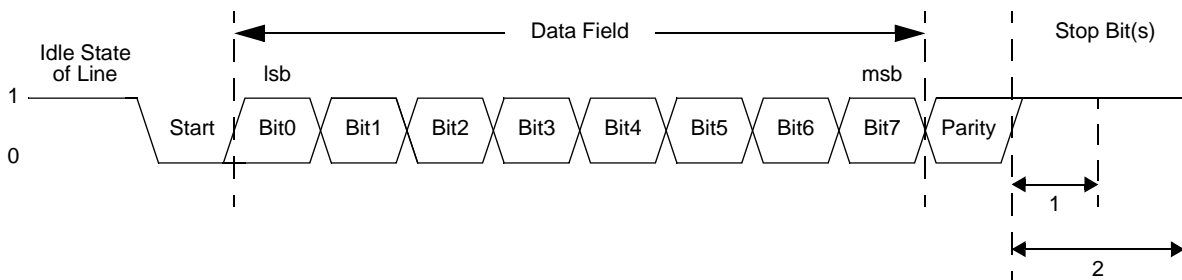 Data Field
Stop Bit(s)
Idle State
of Line
lsb
msb
1
Start
Bit0
Bit1
Bit2
Bit3
Bit4
Bit5
Bit6
Bit7
Parity
0
1
2